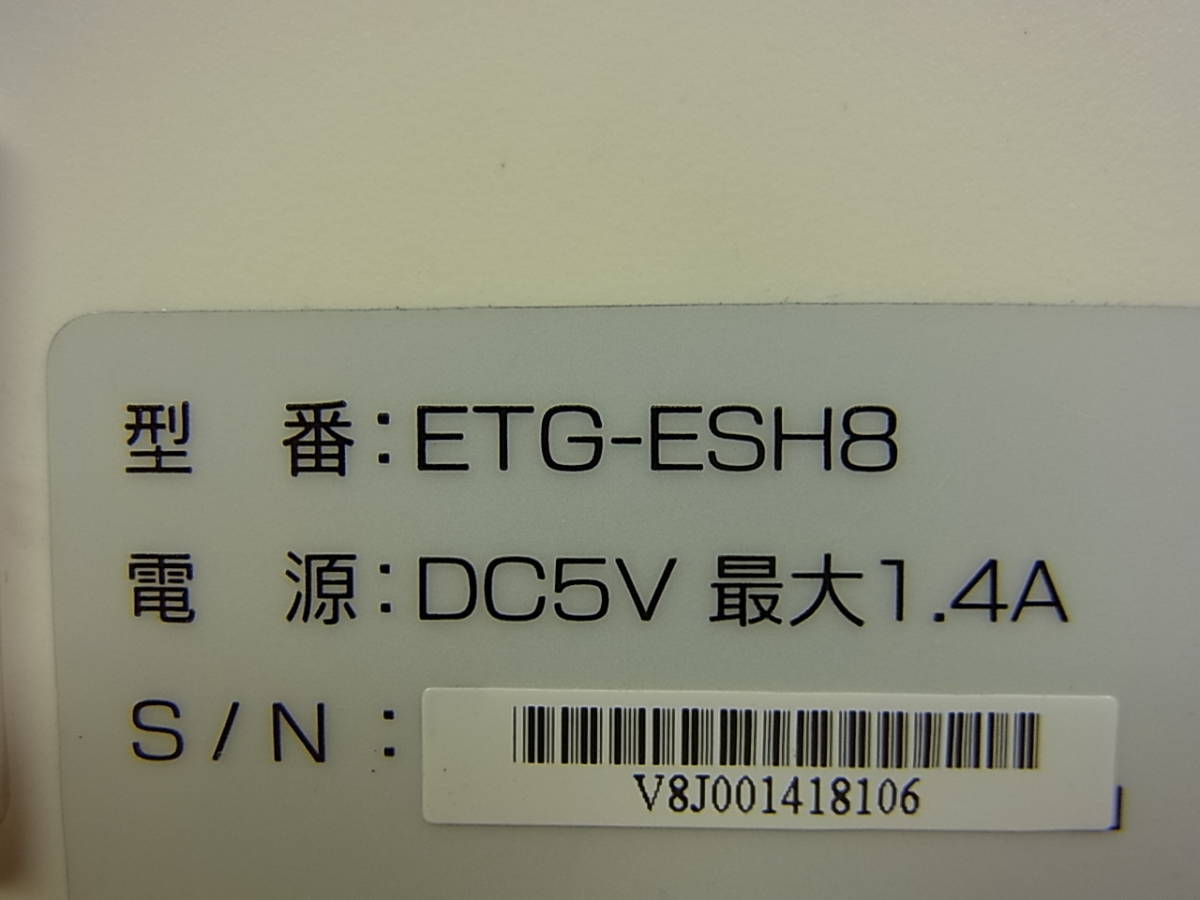 型 番:ETG-ESH8
電 源:DC5V 最大1.4A
S/N :
V8J001418106